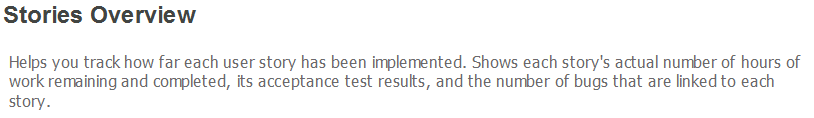 Stories Overview
Helps you track how far each user story has been implemented. Shows each story's actual number of hours of
work remaining and completed, its acceptance test results, and the number of bugs that are linked to each
story.